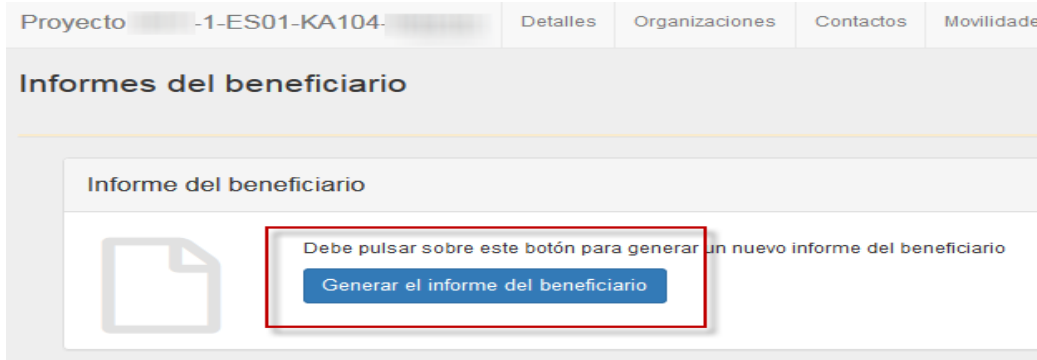 Proyecto -1-ES01-KA104- Detalles Organizaciones Contactos Movilidade
Informes del beneficiario
Informe del beneficiario
Debe pulsar sobre este botón para generar un nuevo informe del beneficiario
Generar el informe del beneficiario